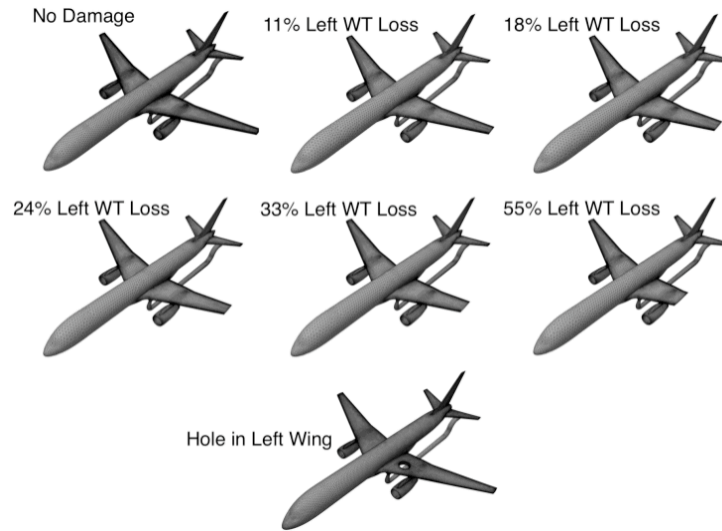 No Damage
11% Left WT Loss
18% Left WT Loss
24% Left WT Loss
33% Left WT Loss
55% Left WT Loss
Hole in Left Wing